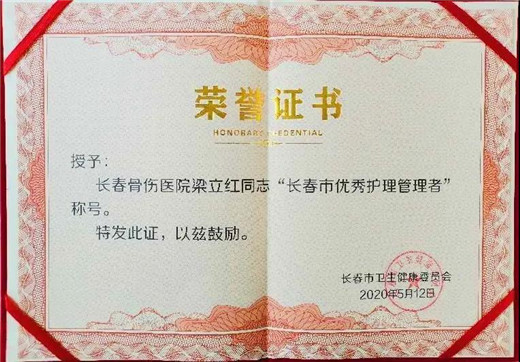 荣誉证书
HONORARY CREDENTIAL
授予：
长春骨伤医院梁立红同志“长春市优秀护理管理者”
称号。
特发此证，以兹鼓励。
长春市卫生健康委员会
2020年5月12日